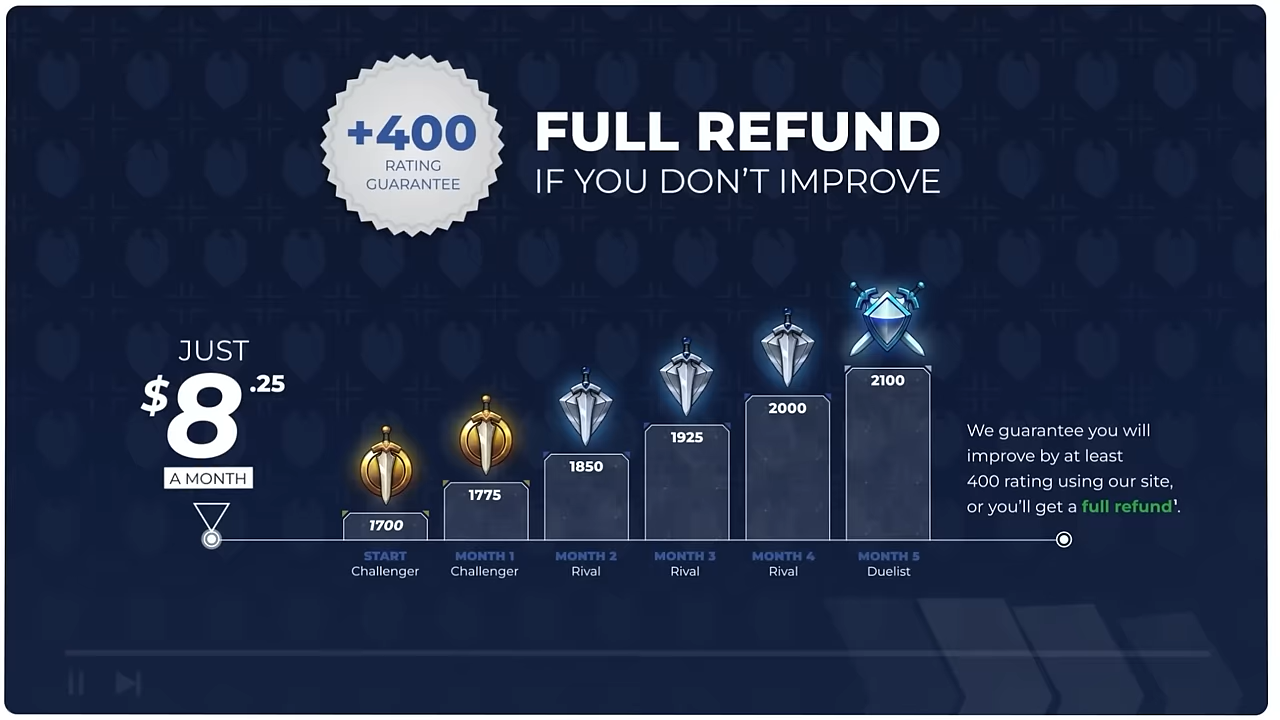 +400
RATING
GUARANTEE
FULL REFUND
IF YOU DON'T IMPROVE
JUST
$8.25
A MONTH
1700
1775
1850
1925
2000
2100
START
Challenger
MONTH 1
Challenger
MONTH 2
Rival
MONTH 3
Rival
MONTH 4
Rival
MONTH 5
Duelist
We guarantee you will
improve by at least
400 rating using our site,
or you'll get a full refund¹.